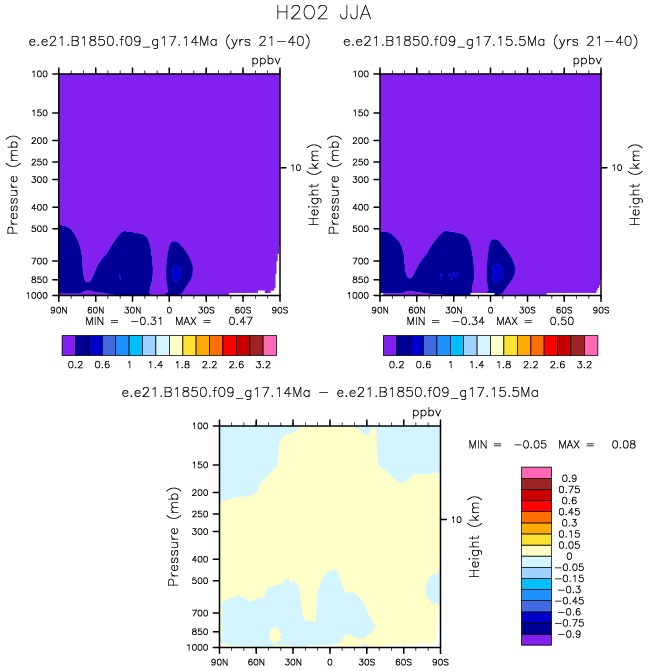 H2O2 JJA
e.e21.B1850.f09_g17.14Ma (yrs 21-40)
ppbv
Pressure (mb)
100
150
200
250
300
400
500
700
850
1000
10
Height (km)
90N 60N 30N 0 30S 60S 90S
MIN = -0.31 MAX = 0.47
0.2 0.6 1 1.4 1.8 2.2 2.6 3.2
e.e21.B1850.f09_g17.15.5Ma (yrs 21-40)
ppbv
Pressure (mb)
100
150
200
250
300
400
500
700
850
1000
10
Height (km)
90N 60N 30N 0 30S 60S 90S
MIN = -0.34 MAX = 0.50
0.2 0.6 1 1.4 1.8 2.2 2.6 3.2
e.e21.B1850.f09_g17.14Ma - e.e21.B1850.f09_g17.15.5Ma
ppbv
Pressure (mb)
100
150
200
250
300
400
500
700
850
1000
10
Height (km)
90N 60N 30N 0 30S 60S 90S
MIN = -0.05 MAX = 0.08
0.9
0.75
0.6
0.45
0.3
0.15
0.05
0
-0.05
-0.15
-0.3
-0.45
-0.6
-0.75
-0.9